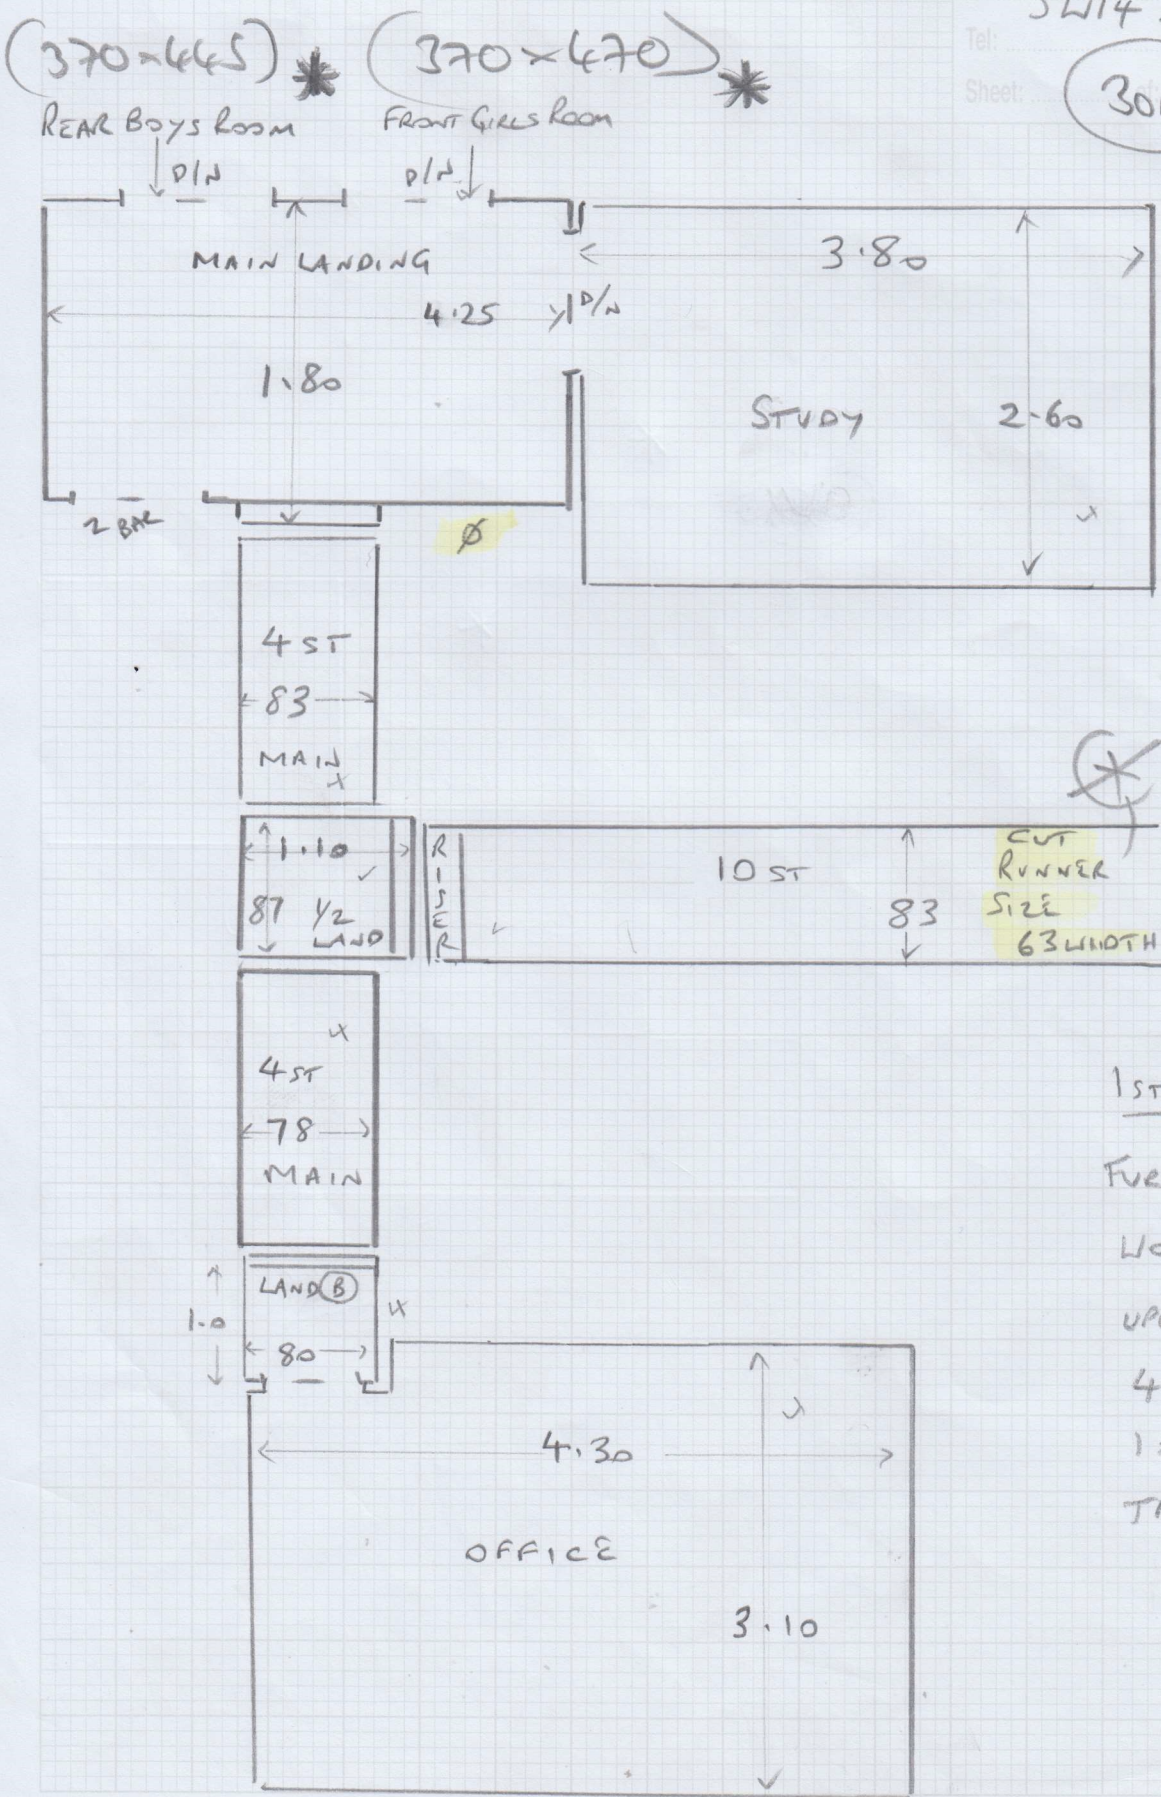 SW14
(370×445) * (370×470) *
Tel:
Sheet:
REAR BOYS ROOM
FRONT GIRLS ROOM
D/N
D/N
MAIN LANDING
3.80
4.25
D/N
1.80
STUDY
2.60
2 BAR
Ø
4 ST
83
MAIN
1.10
87 1/2
LAND
RISER
10 ST
83
CUT
RUNNER
SIZE
63 WIDTH
4 ST
78
MAIN
1ST
FUR
LAND B
1.0
80
4.30
4
OFFICE
3.10